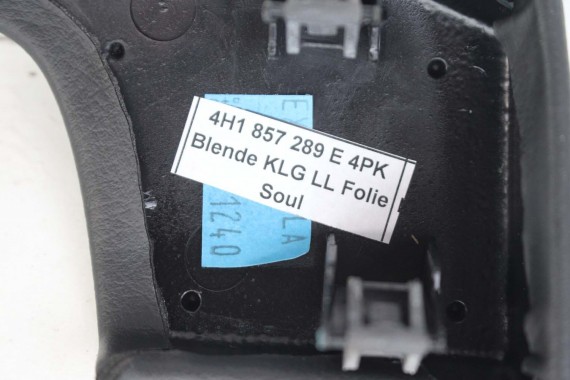 4H1 857 289 E 4PK
Blende KLG LL Folie
Soul
1240